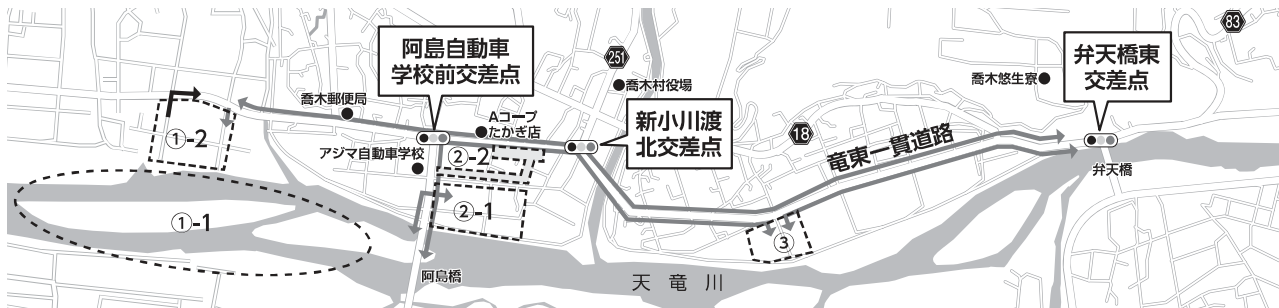 83
阿島自動車
学校前交差点
251
喬木村役場
喬木悠生寮
弁天橋東
交差点
喬木郵便局
Aコープ
たかぎ店
新小川渡
北交差点
18
竜東一貫道路
①-2
アジマ自動車学校
②-2
弁天橋
②-1
①-1
③
阿島橋
天竜川